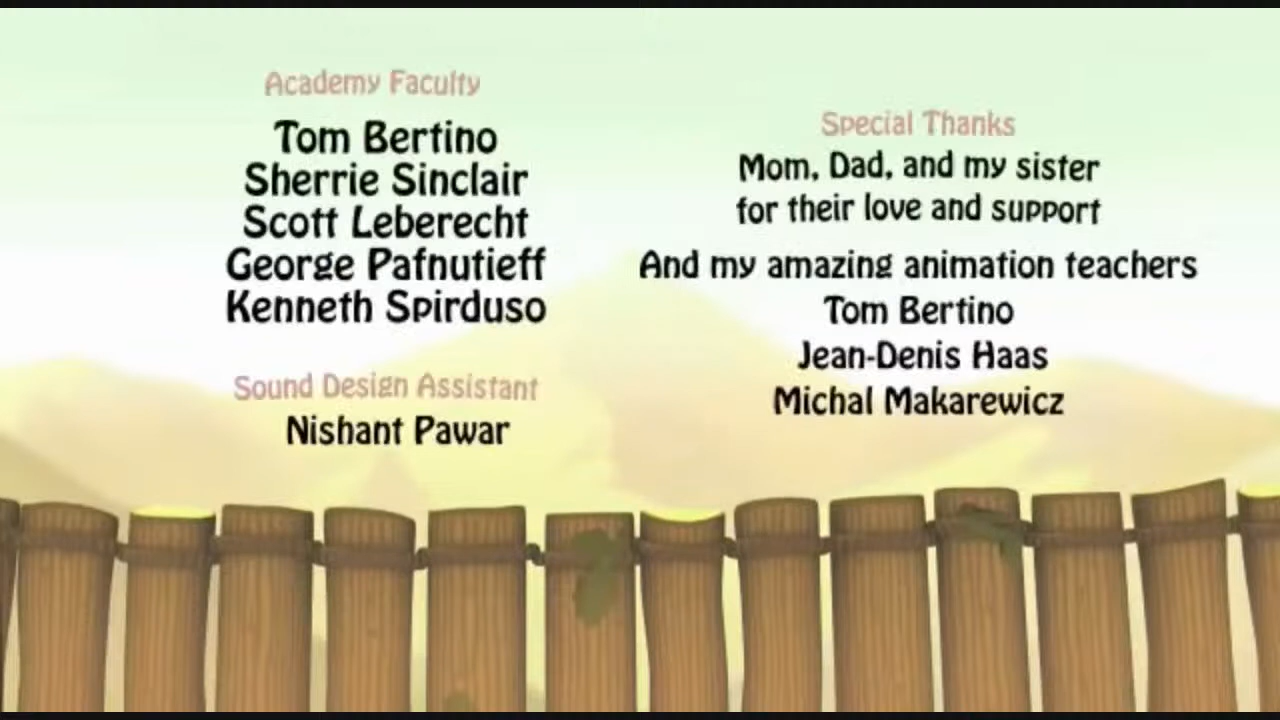 Academy Faculty
Tom Bertino
Sherrie Sinclair
Scott Leberecht
George Pafnutieff
Kenneth Spirduso
Sound Design Assistant
Nishant Pawar
Special Thanks
Mom, Dad, and my sister
for their love and support
And my amazing animation teachers
Tom Bertino
Jean-Denis Haas
Michal Makarewicz